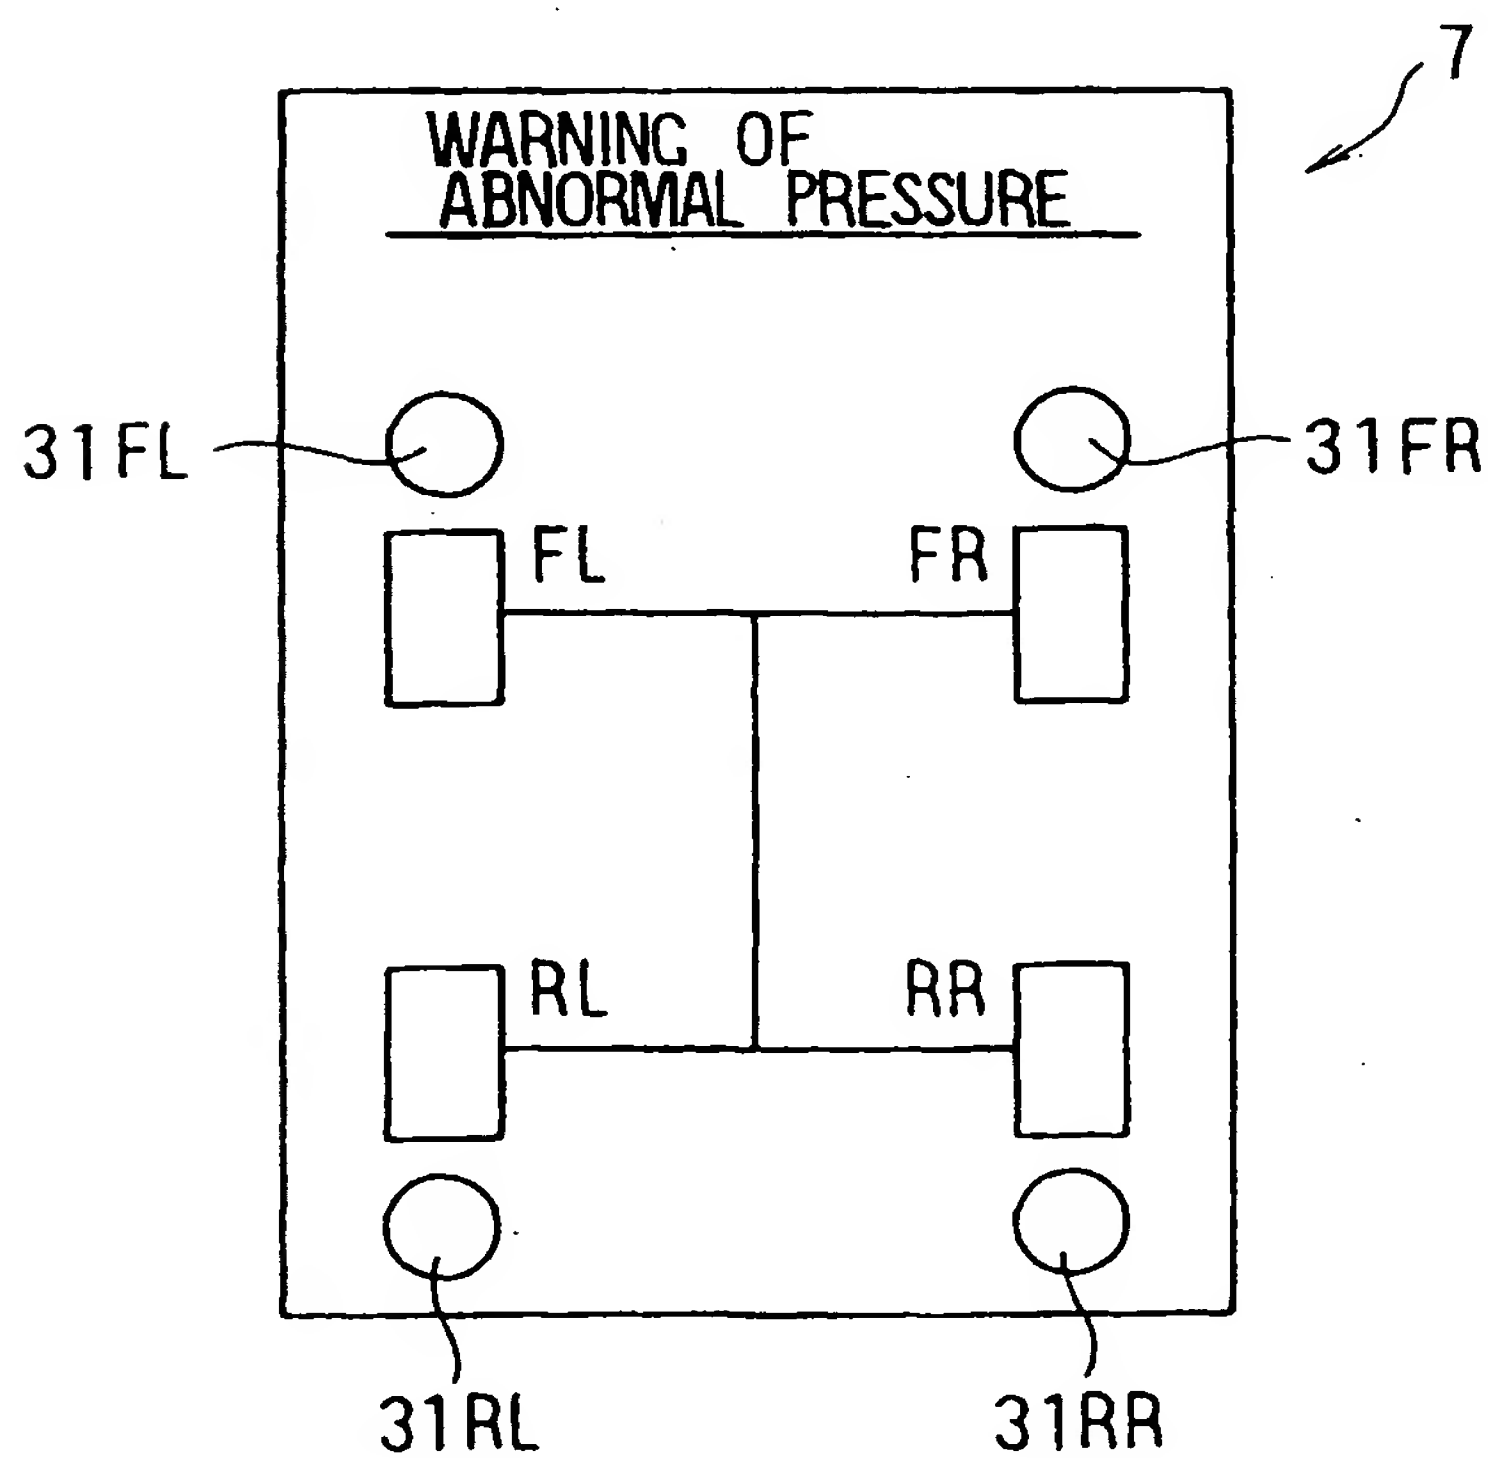 7
WARNING OF
ABNORMAL PRESSURE
31FL
31FR
FL
FR
RL
RR
31RL
31RR